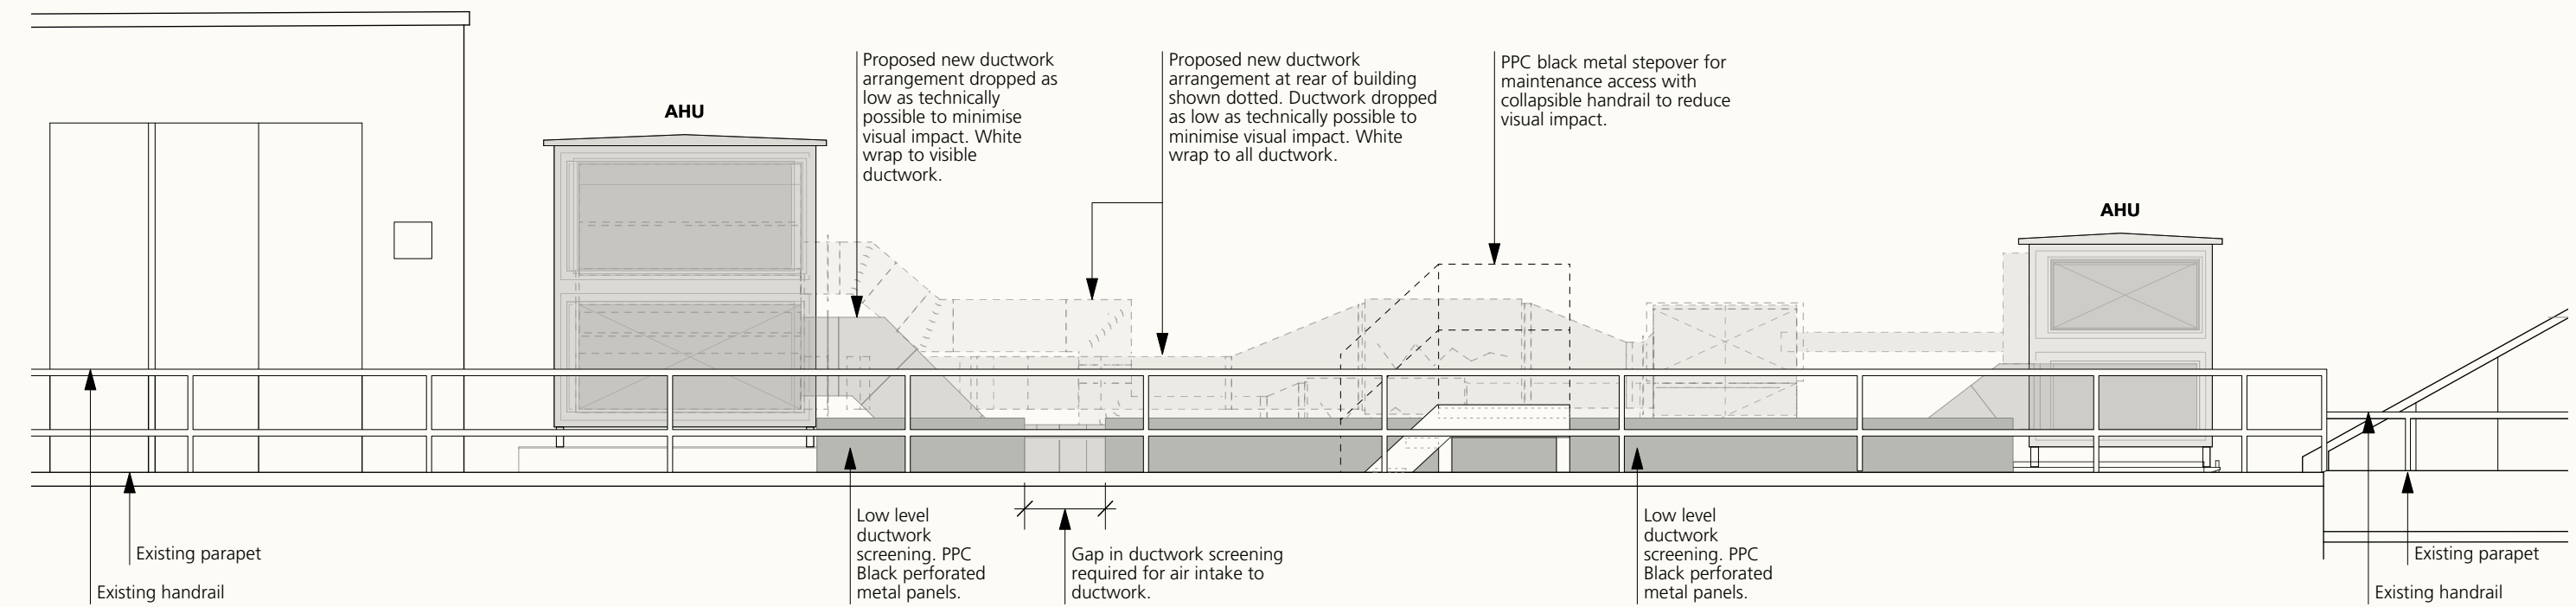 AHU
Proposed new ductwork
arrangement dropped as
low as technically
possible to minimise
visual impact. White
wrap to visible
ductwork.
Proposed new ductwork
arrangement at rear of building
shown dotted. Ductwork dropped
as low as technically possible to
minimise visual impact. White
wrap to all ductwork.
PPC black metal stepover for
maintenance access with
collapsible handrail to reduce
visual impact.
AHU
Existing parapet
Existing handrail
Low level
ductwork
screening. PPC
Black perforated
metal panels.
Gap in ductwork screening
required for air intake to
ductwork.
Low level
ductwork
screening. PPC
Black perforated
metal panels.
Existing parapet
Existing handrail